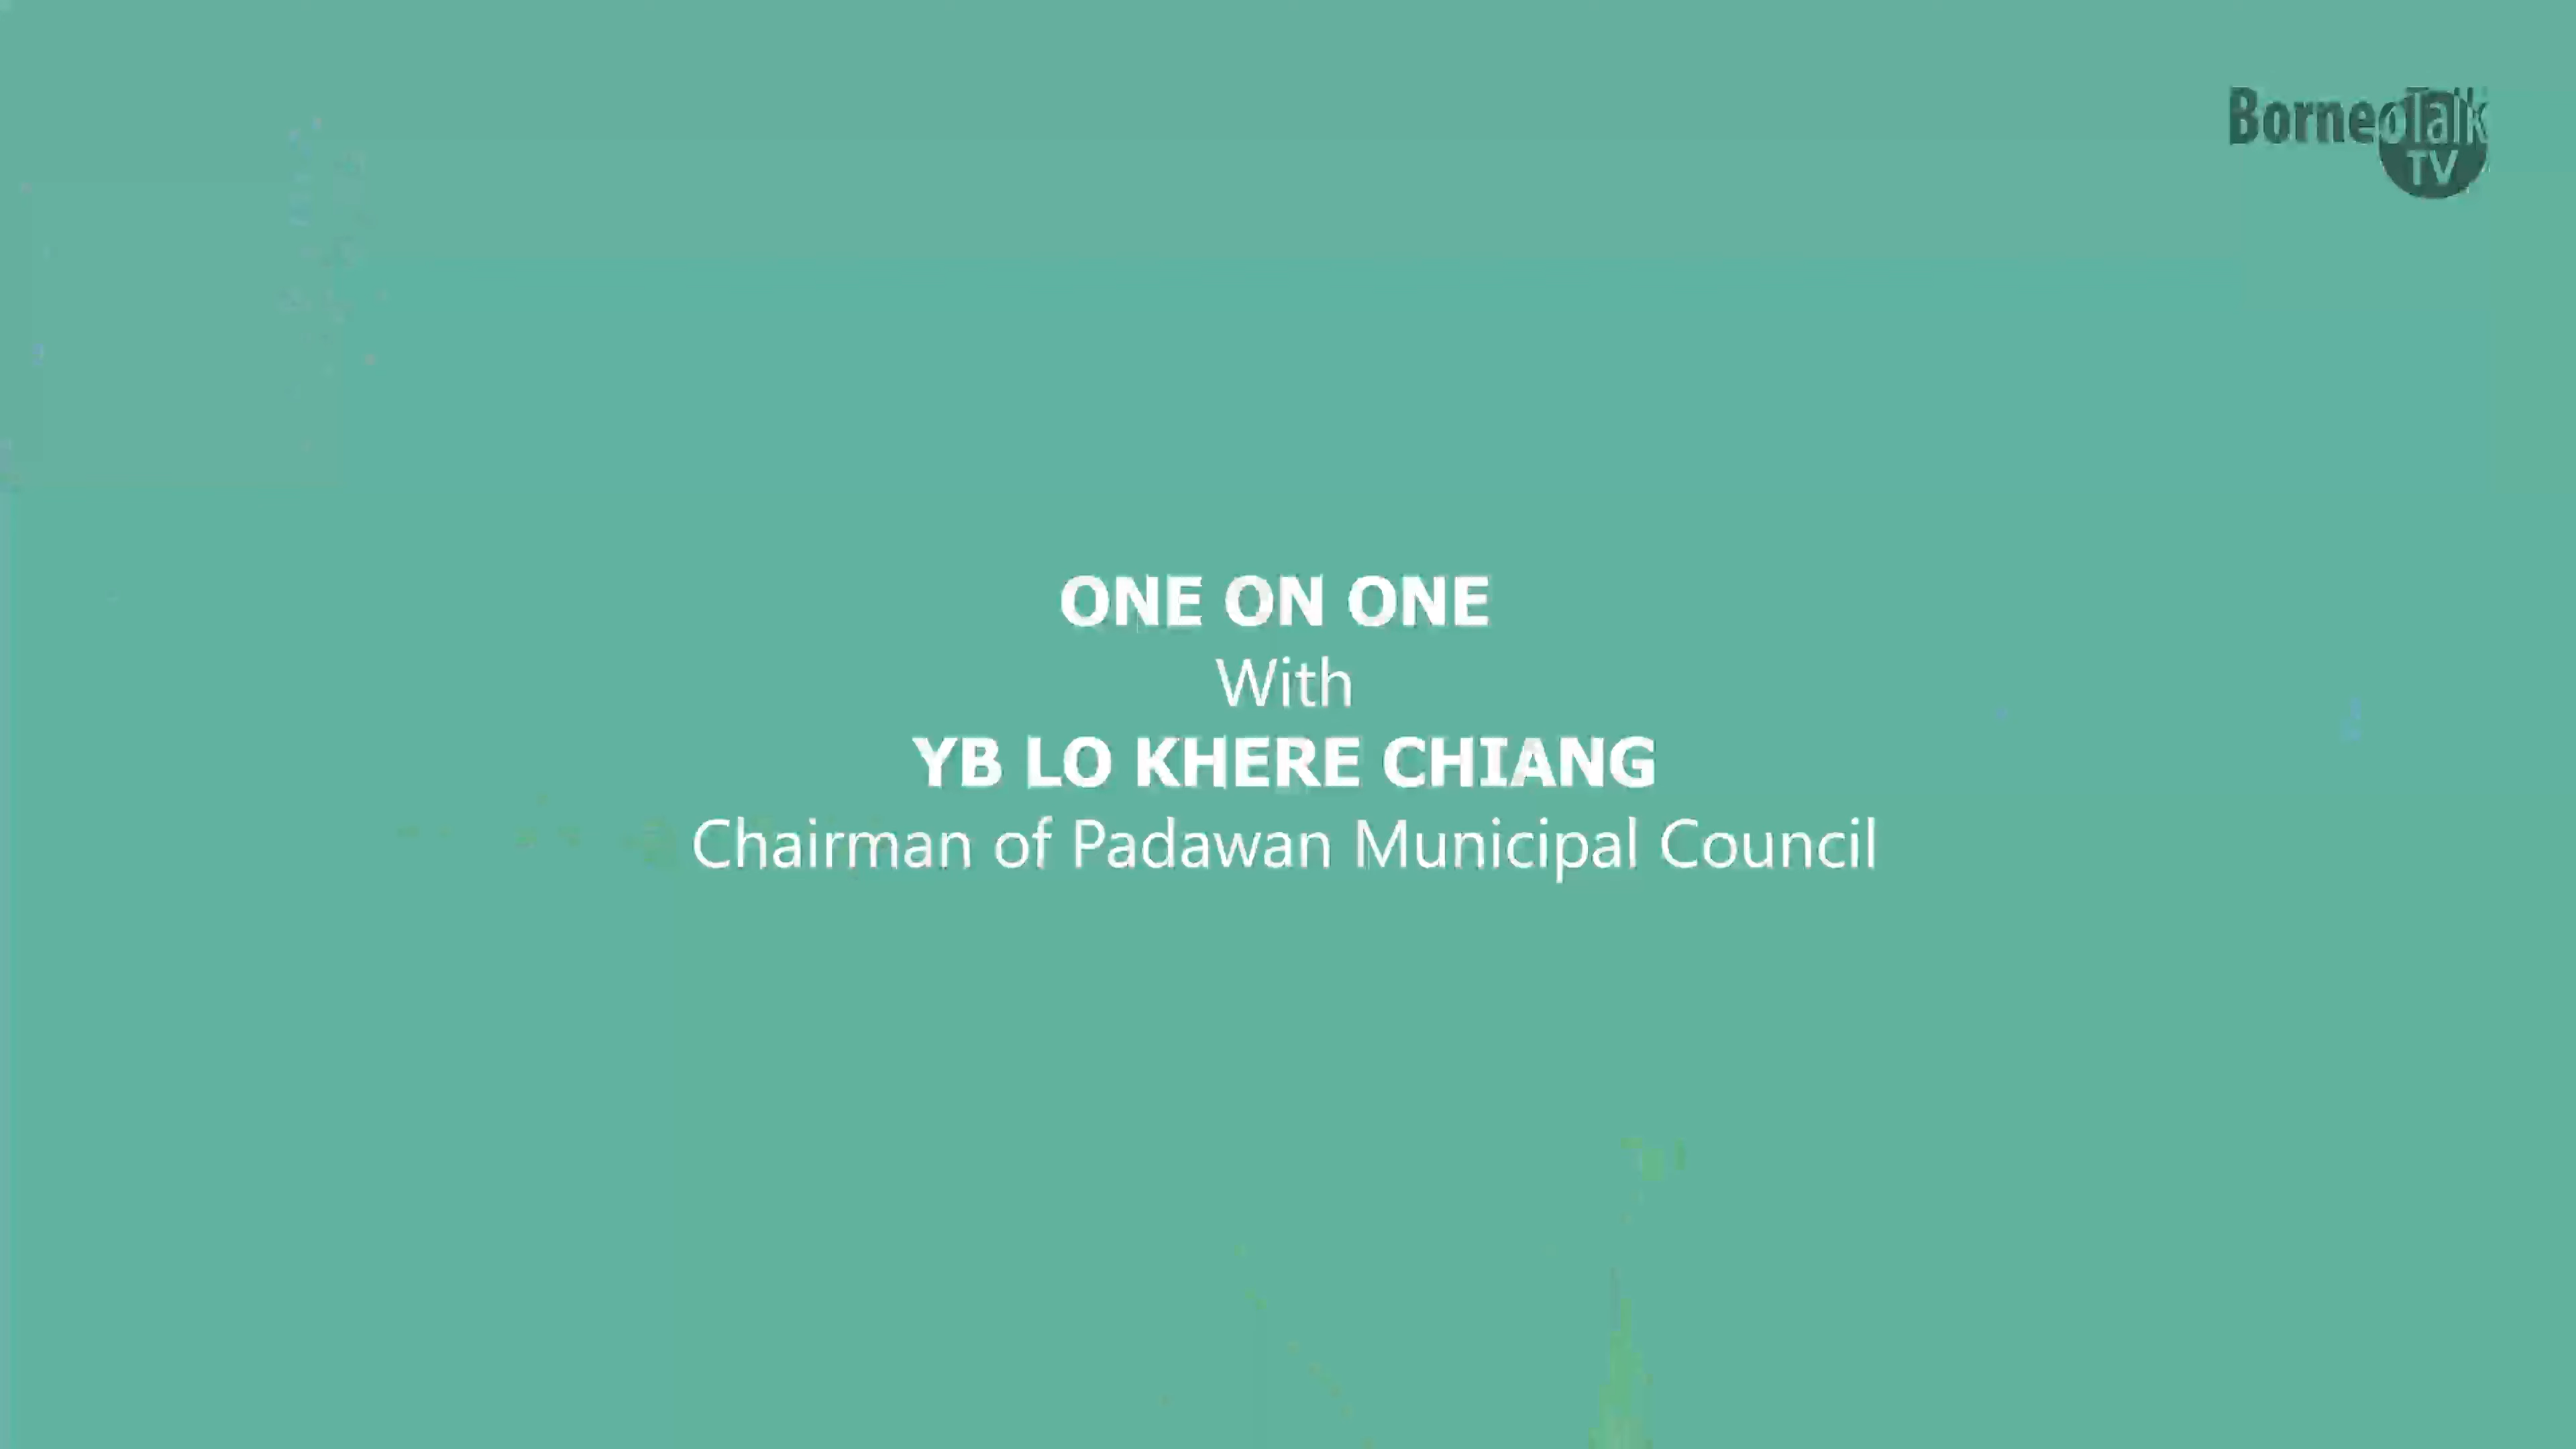 BorneoTalk
TV
ONE ON ONE
With
YB LO KHERE CHIANG
Chairman of Padawan Municipal Council